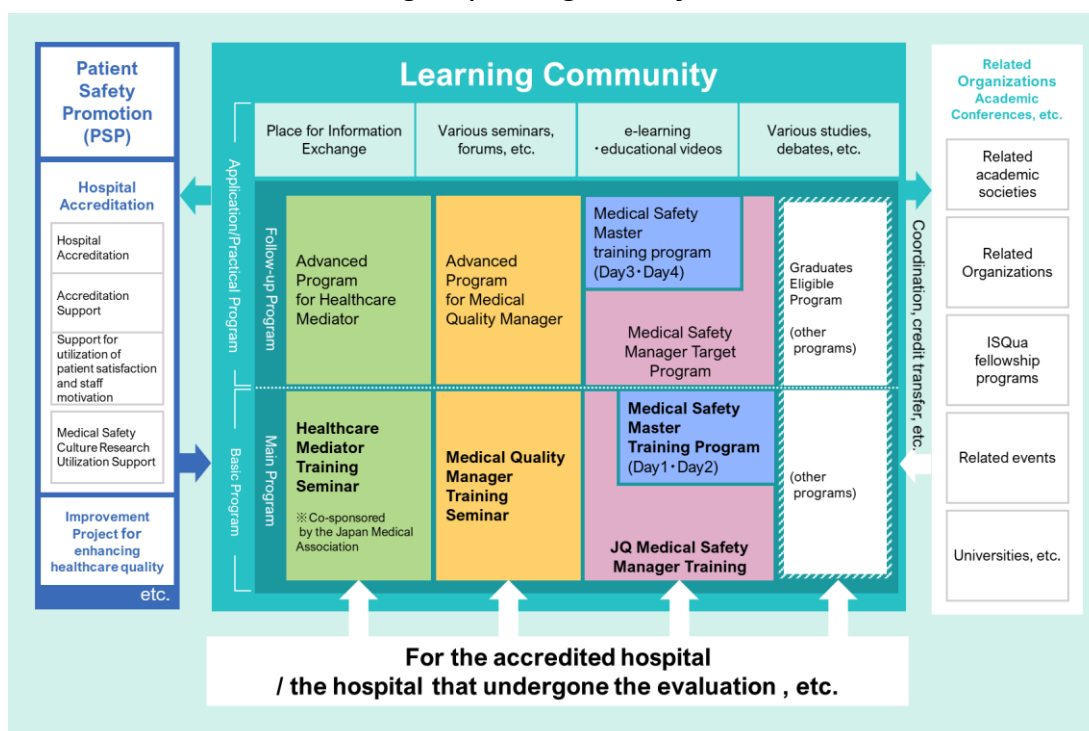 Patient
Safety
Promotion
(PSP)
Hospital
Accreditation
Hospital
Accreditation
Accreditation
Support
Support for
utilization of
patient satisfaction
and staff
motivation
Medical Safety
Culture Research
Utilization Support
Improvement
Project for
enhancing
healthcare quality
etc.
Learning Community
Application/Practical Program
Basic Program
Place for Information
Exchange
Various seminars,
forums, etc.
e-learning
・educational videos
Various studies,
debates, etc.
Follow-up Program
Advanced
Program
for Healthcare
Mediator
Advanced
Program
for Medical
Quality Manager
Medical Safety
Master
training program
(Day3・Day4)
Medical Safety
Manager Target
Program
Graduates
Eligible
Program
(other
programs)
Main Program
Healthcare
Mediator
Training
Seminar
※Co-sponsored
by the Japan Medical
Association
Medical Quality
Manager
Training
Seminar
Medical Safety
Master
Training Program
(Day1・Day2)
JQ Medical Safety
Manager Training
(other
programs)
Coordination, credit transfer, etc.
Related
Organizations
Academic
Conferences, etc.
Related
academic
societies
Related
Organizations
ISQua
fellowship
programs
Related events
Universities, etc.
For the accredited hospital
/ the hospital that undergone the evaluation , etc.